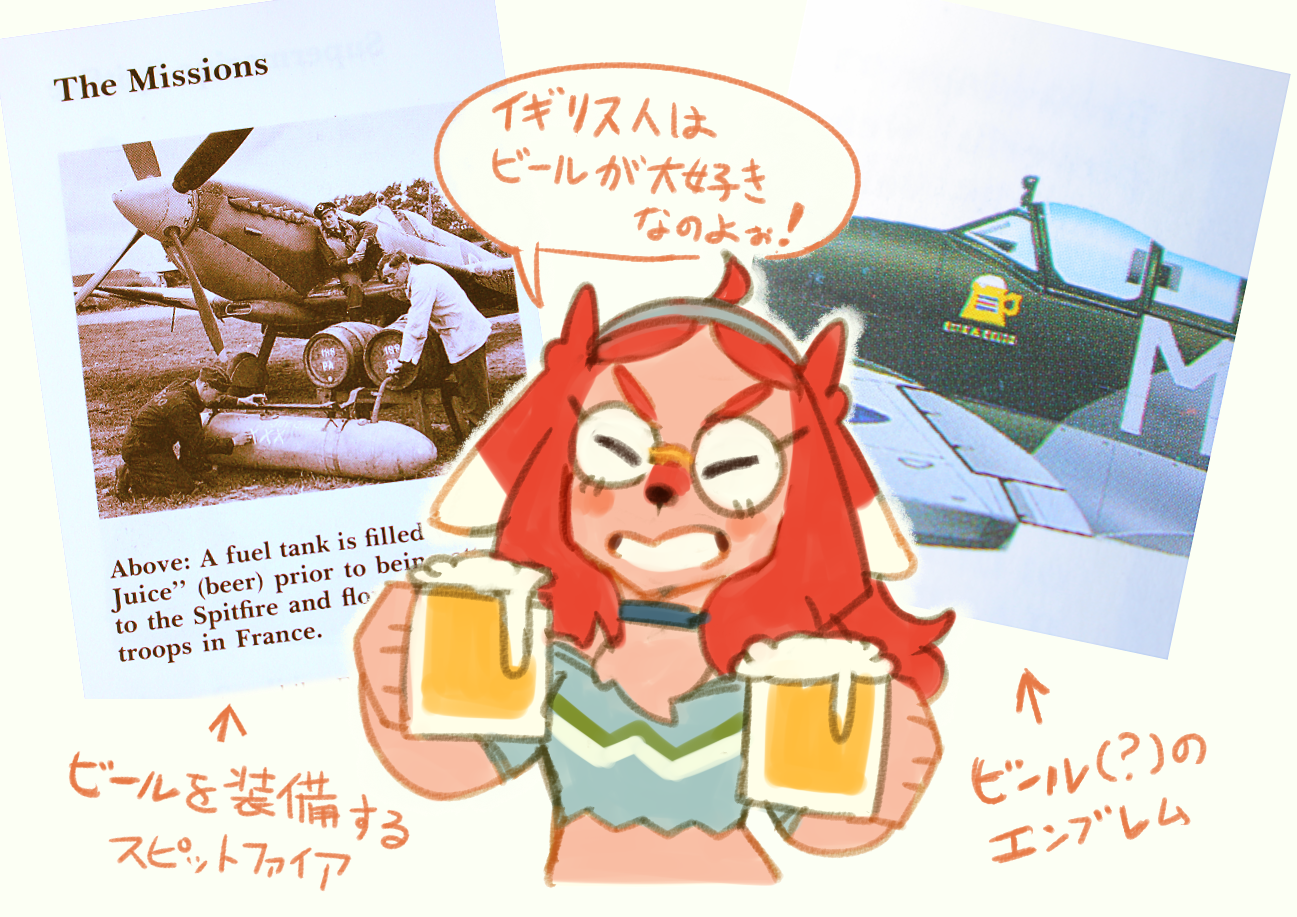 The Missions
イギリス人は
ビールが大好き
なのよぉ!
XXX
M
Above: A fuel tank is filled
Juice” (beer) prior to bein
to the Spitfire and flo
troops in France.
↑
ビールを装備する
スピットファイア
↑
ビール(?)の
エンブレム